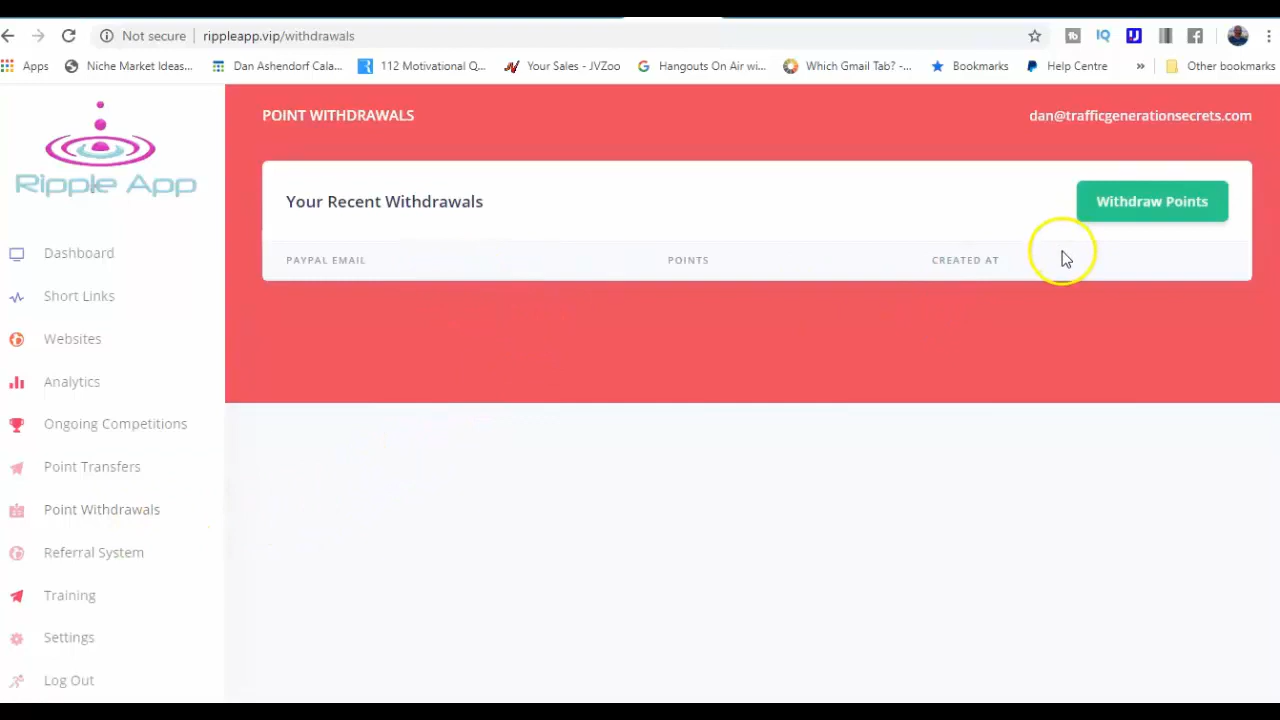 Not secure
rippleapp.vip/withdrawals
IQ
Apps
Niche Market Ideas...
Dan Ashendorf Cala...
112 Motivational Q...
Your Sales - JVZoo
Hangouts On Air wi...
Which Gmail Tab? -...
Bookmarks
Help Centre
»
Other bookmarks
Ripple App
POINT WITHDRAWALS
dan@trafficgenerationsecrets.com
Your Recent Withdrawals
Withdraw Points
PAYPAL EMAIL
POINTS
CREATED AT
Dashboard
Short Links
Websites
Analytics
Ongoing Competitions
Point Transfers
Point Withdrawals
Referral System
Training
Settings
Log Out